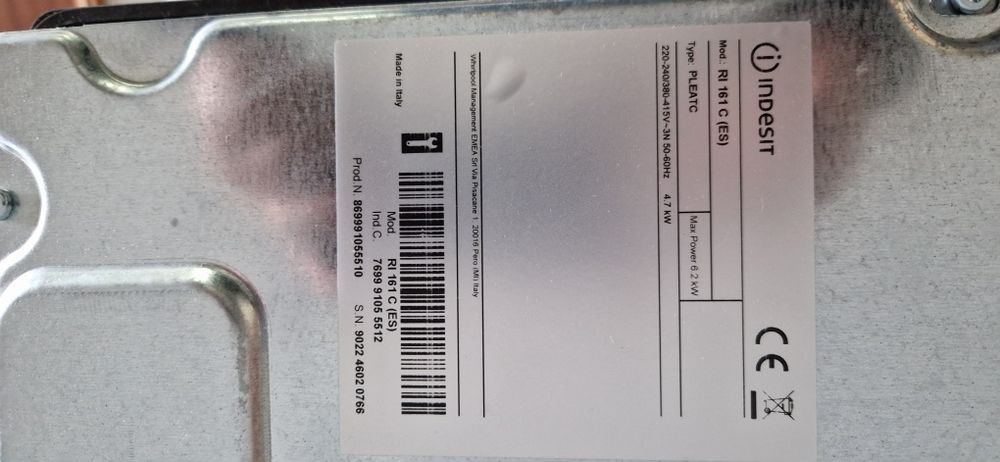 INDESIT
Mod.: RI 161 C (ES)
Type: PLEATC
Max Power 6.2 kW
220-240/380-415V~3N 50-60Hz 4.7 kW
Whirlpool Management EMEA Srl Via Pisacane 1, 20016 Pero (MI) Italy
Made in Italy
Mod. RI 161 C (ES)
Ind.C. 7699 9105 5512
Prod.N. 869991055510 S.N. 9022 4602 0766
CE